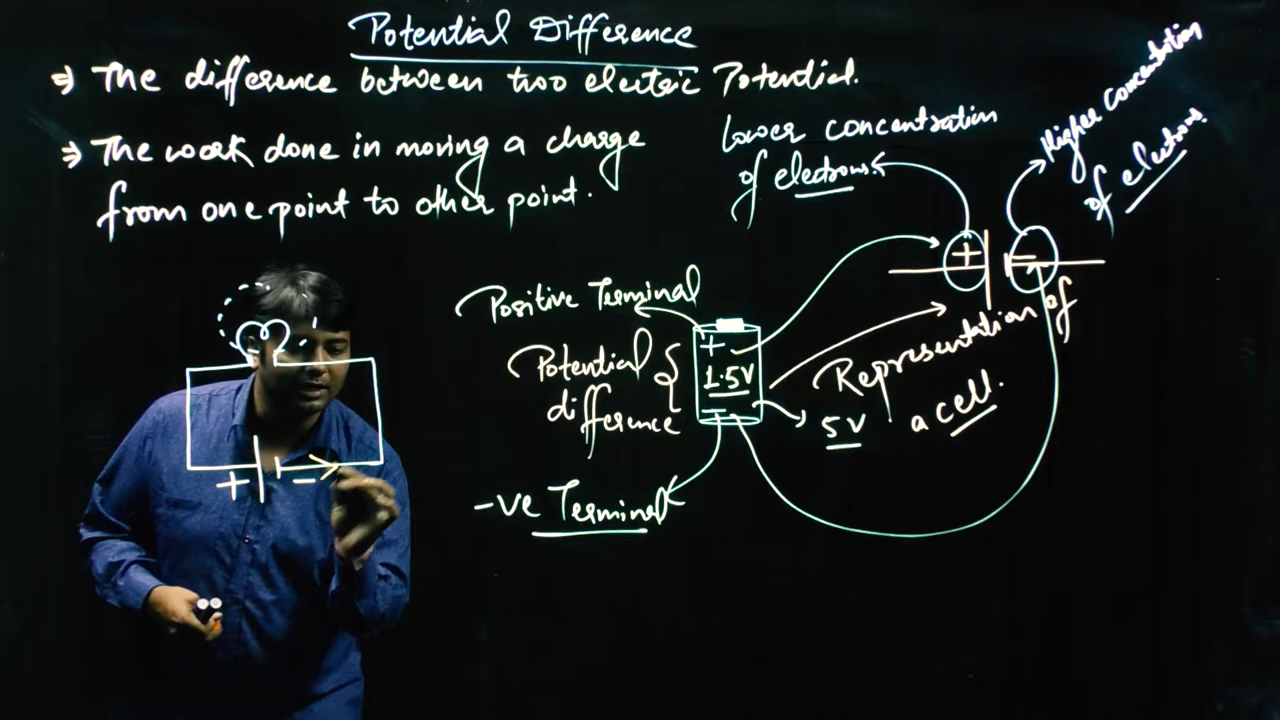 Potential Difference
⇒ The difference between two electric Potential.
⇒ The work done in moving a charge
from one point to other point.
Lower concentration
of electrons.
Higher Concentration
of electrons.
+
−
Positive Terminal
Potential
difference
+
1.5V
−
5V
Representation of
a cell.
-ve Terminal
+ −